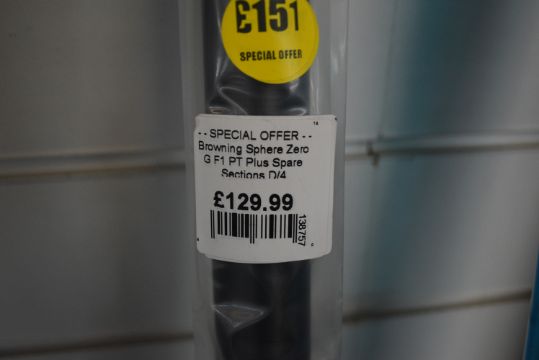 £151
SPECIAL OFFER
- - SPECIAL OFFER - -
Browning Sphere Zero
G F1 PT Plus Spare
Sections D/4
£129.99
138757